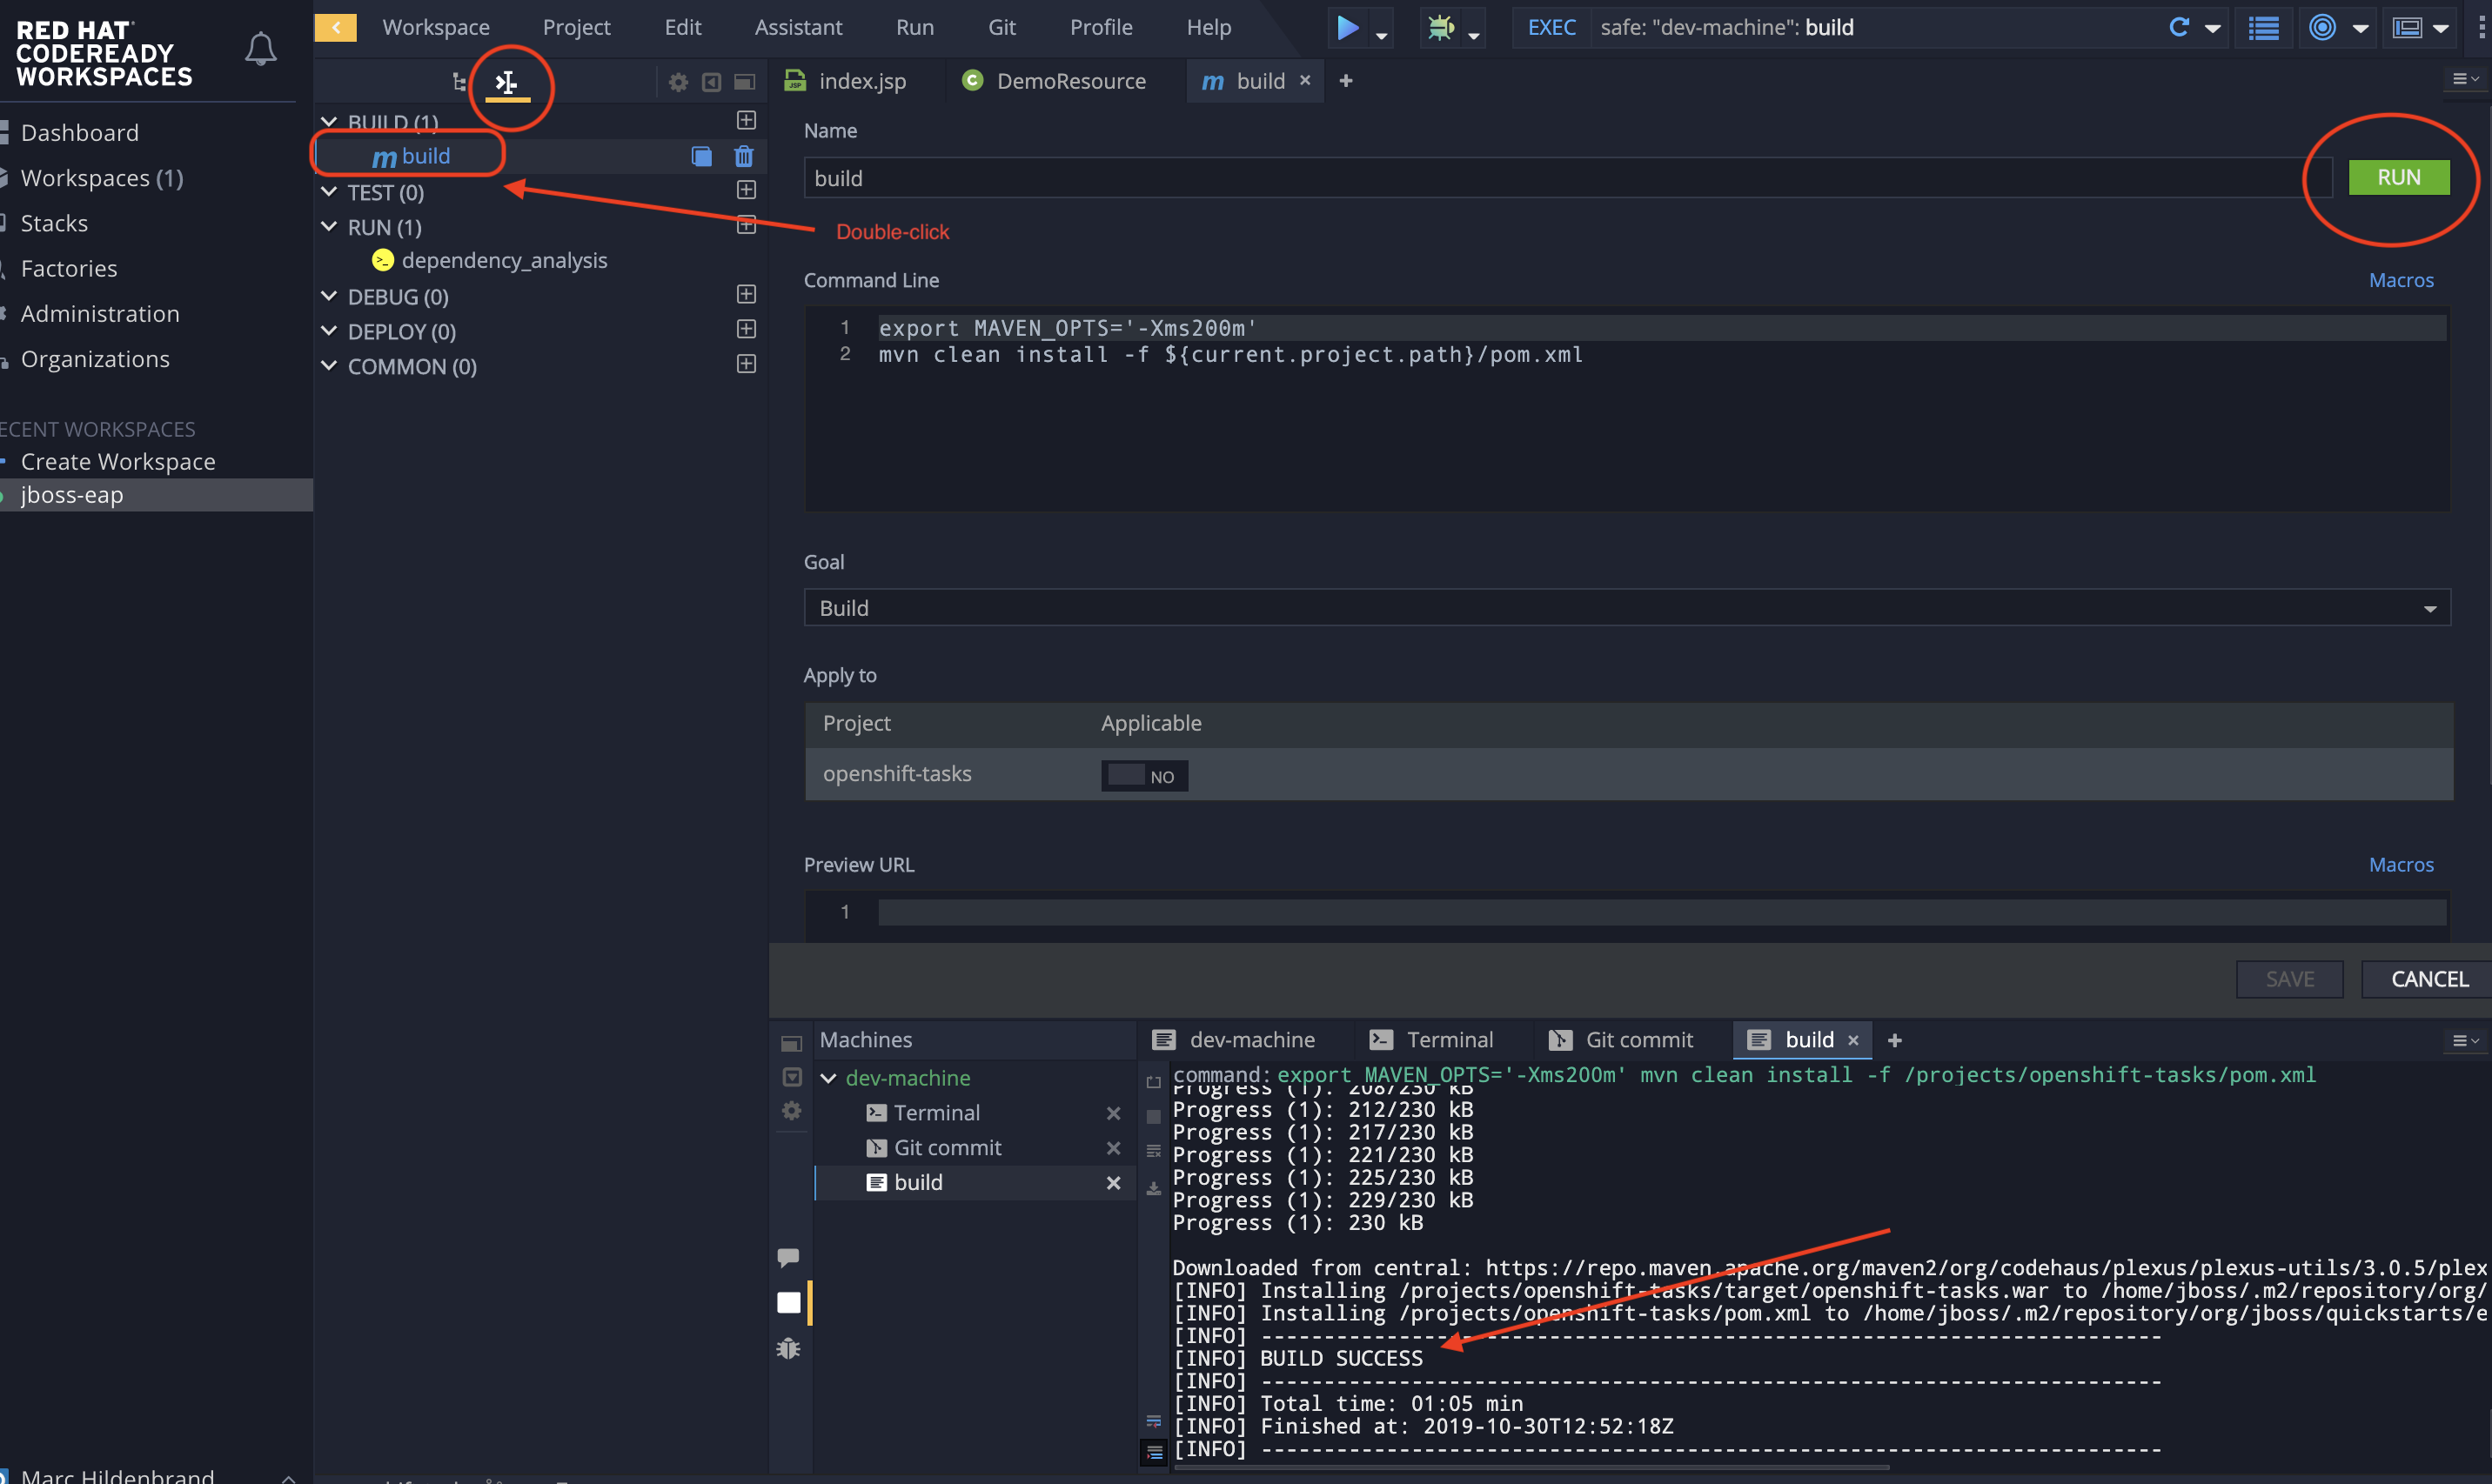 RED HAT
CODEREADY
WORKSPACES
Dashboard
Workspaces (1)
Stacks
Factories
Administration
Organizations
ECENT WORKSPACES
Create Workspace
jboss-eap
Marc Hildenbrand
Workspace Project Edit Assistant Run Git Profile Help
EXEC safe: "dev-machine": build
BUILD (1)
m build
TEST (0)
RUN (1)
dependency_analysis
DEBUG (0)
DEPLOY (0)
COMMON (0)
index.jsp DemoResource m build × +
Name
build
RUN
Double-click
Command Line Macros
1 export MAVEN_OPTS='-Xms200m'
2 mvn clean install -f ${current.project.path}/pom.xml
Goal
Build
Apply to
Project Applicable
openshift-tasks NO
Preview URL Macros
1
SAVE CANCEL
Machines
dev-machine
Terminal
Git commit
build
dev-machine Terminal Git commit build × +
command: export MAVEN_OPTS='-Xms200m' mvn clean install -f /projects/openshift-tasks/pom.xml
Progress (1): 208/230 kB
Progress (1): 212/230 kB
Progress (1): 217/230 kB
Progress (1): 221/230 kB
Progress (1): 225/230 kB
Progress (1): 229/230 kB
Progress (1): 230 kB
Downloaded from central: https://repo.maven.apache.org/maven2/org/codehaus/plexus/plexus-utils/3.0.5/plex
[INFO] Installing /projects/openshift-tasks/target/openshift-tasks.war to /home/jboss/.m2/repository/org/
[INFO] Installing /projects/openshift-tasks/pom.xml to /home/jboss/.m2/repository/org/jboss/quickstarts/e
[INFO] ------------------------------------------------------------------------
[INFO] BUILD SUCCESS
[INFO] ------------------------------------------------------------------------
[INFO] Total time: 01:05 min
[INFO] Finished at: 2019-10-30T12:52:18Z
[INFO] ------------------------------------------------------------------------